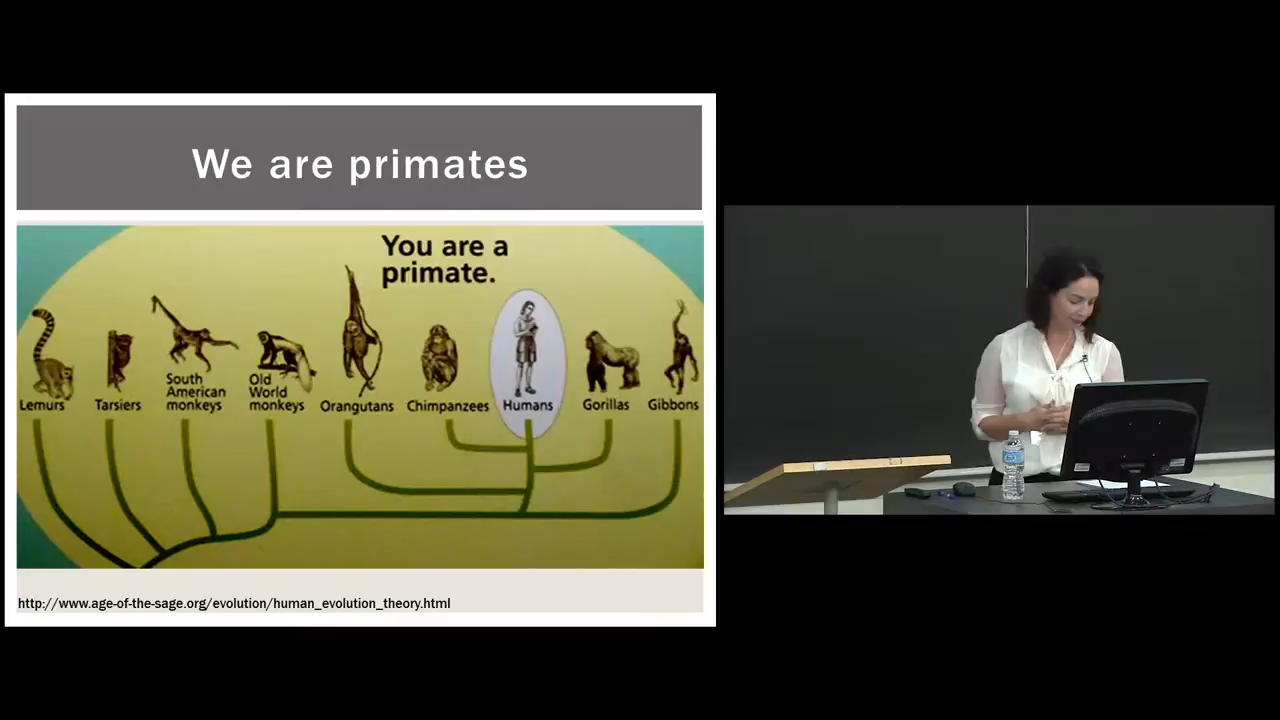 We are primates
You are a
primate.
Lemurs
Tarsiers
South
American
monkeys
Old
World
monkeys
Orangutans
Chimpanzees
Humans
Gorillas
Gibbons
http://www.age-of-the-sage.org/evolution/human_evolution_theory.html